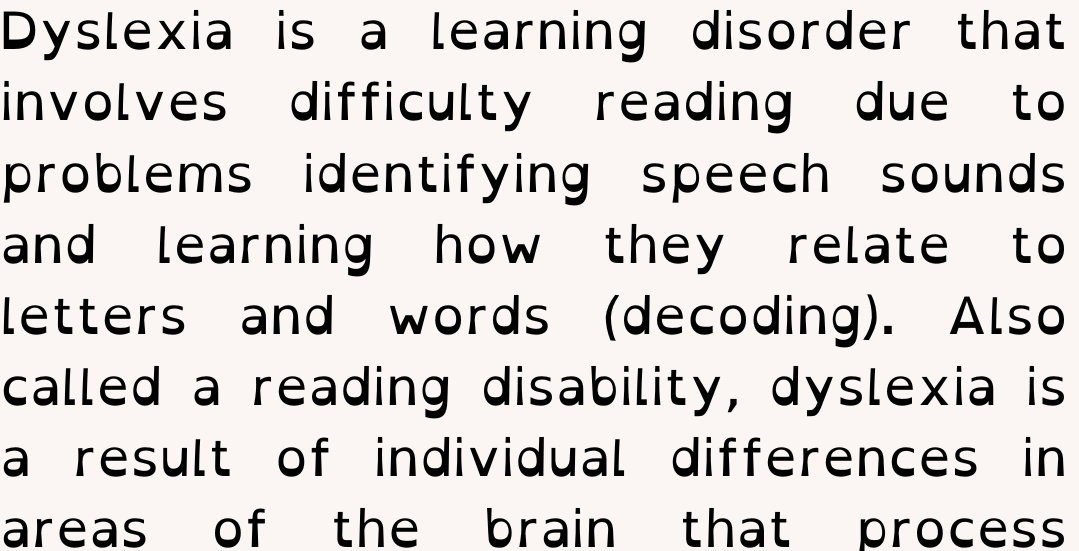 Dyslexia is a learning disorder that
involves difficulty reading due to
problems identifying speech sounds
and learning how they relate to
letters and words (decoding). Also
called a reading disability, dyslexia is
a result of individual differences in
areas of the brain that process